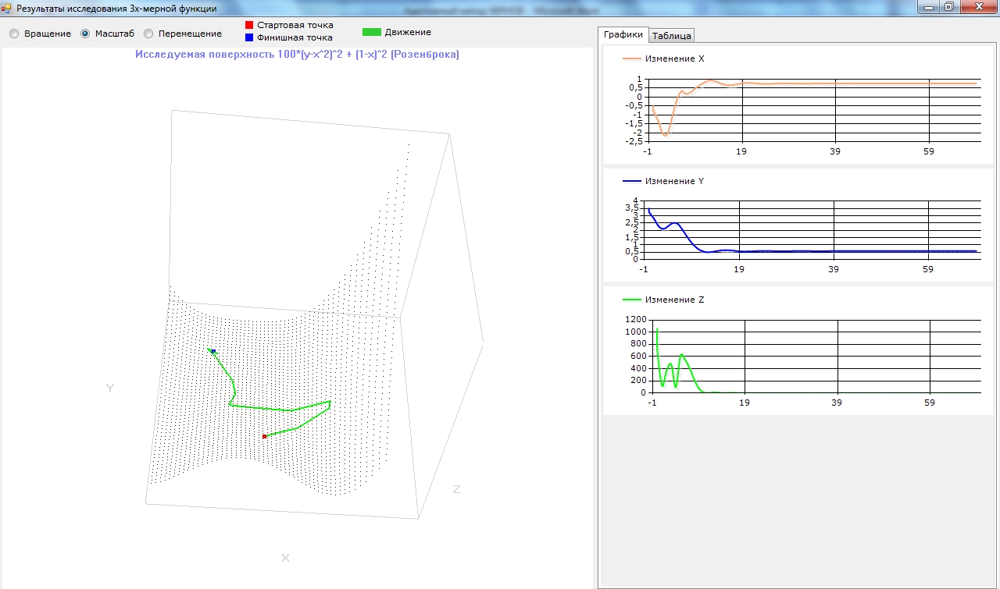 Результаты исследования 3х-мерной функции
Вращение
Масштаб
Перемещение
Стартовая точка
Финишная точка
Движение
Исследуемая поверхность 100*(y-x^2)^2 + (1-x)^2 (Розенброка)
Y
X
Z
Графики
Таблица
Изменение X
1
0,5
0
-0,5
-1
-1,5
-2
-2,5
-1
19
39
59
Изменение Y
4
3,5
3
2,5
2
1,5
1
0,5
0
-1
19
39
59
Изменение Z
1200
1000
800
600
400
200
0
-1
19
39
59